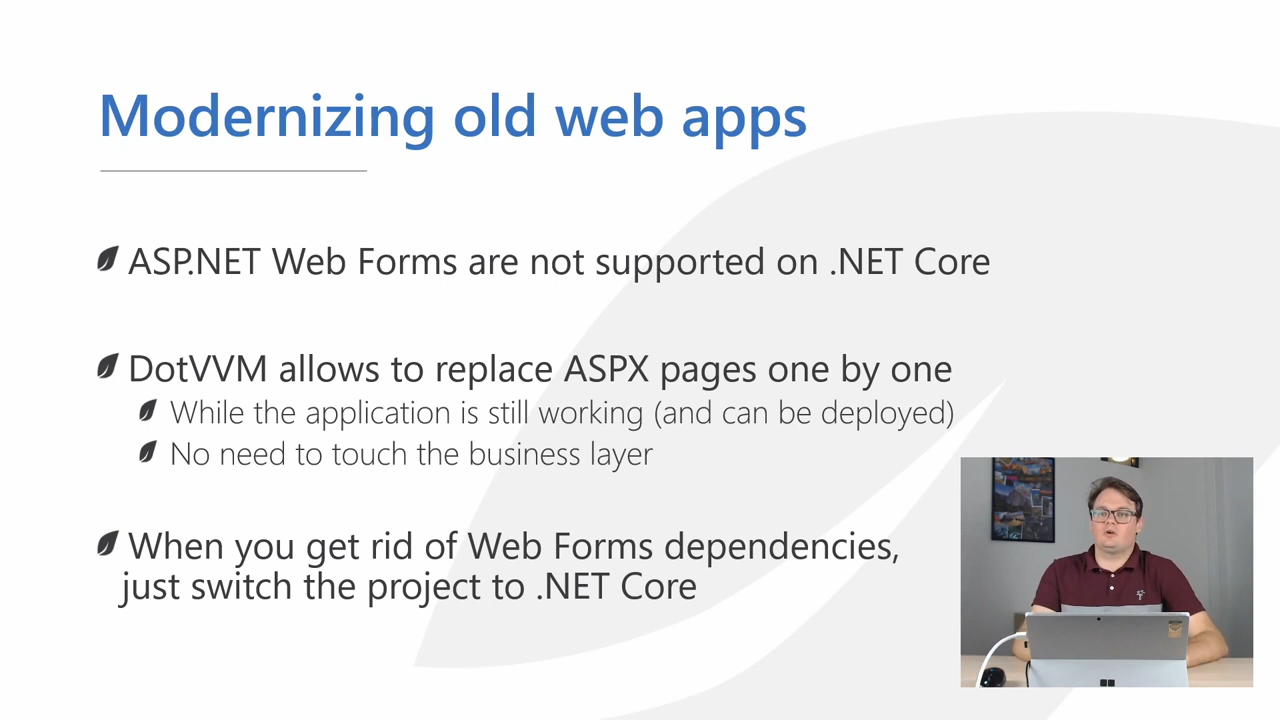 Modernizing old web apps
ASP.NET Web Forms are not supported on .NET Core
DotVVM allows to replace ASPX pages one by one
While the application is still working (and can be deployed)
No need to touch the business layer
When you get rid of Web Forms dependencies,
just switch the project to .NET Core